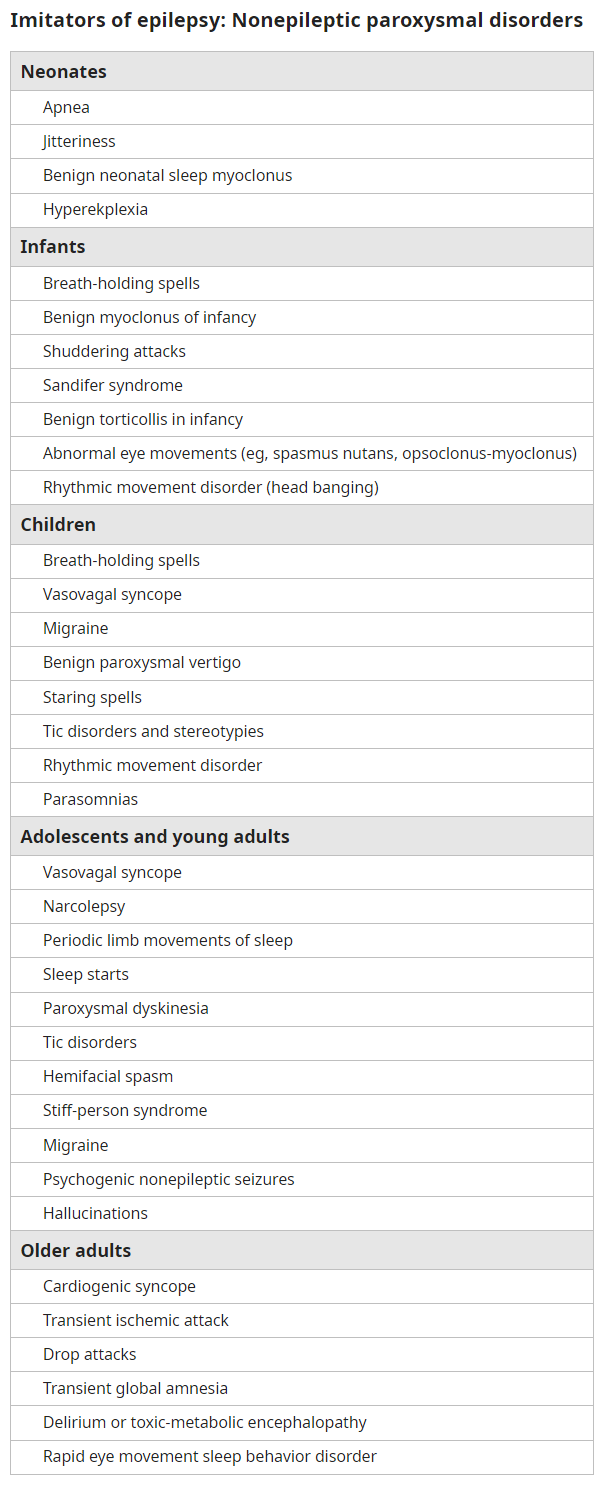 Imitators of epilepsy: Nonepileptic paroxysmal disorders
Neonates
Apnea
Jitteriness
Benign neonatal sleep myoclonus
Hyperekplexia
Infants
Breath-holding spells
Benign myoclonus of infancy
Shuddering attacks
Sandifer syndrome
Benign torticollis in infancy
Abnormal eye movements (eg, spasmus nutans, opsoclonus-myoclonus)
Rhythmic movement disorder (head banging)
Children
Breath-holding spells
Vasovagal syncope
Migraine
Benign paroxysmal vertigo
Staring spells
Tic disorders and stereotypies
Rhythmic movement disorder
Parasomnias
Adolescents and young adults
Vasovagal syncope
Narcolepsy
Periodic limb movements of sleep
Sleep starts
Paroxysmal dyskinesia
Tic disorders
Hemifacial spasm
Stiff-person syndrome
Migraine
Psychogenic nonepileptic seizures
Hallucinations
Older adults
Cardiogenic syncope
Transient ischemic attack
Drop attacks
Transient global amnesia
Delirium or toxic-metabolic encephalopathy
Rapid eye movement sleep behavior disorder